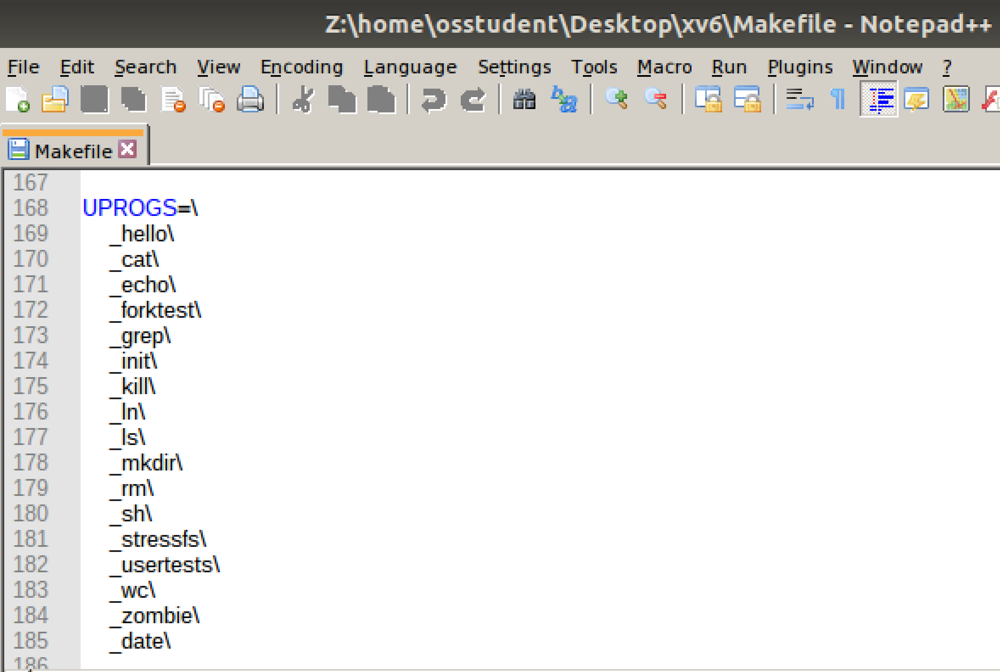 Z:\home\osstudent\Desktop\xv6\Makefile - Notepad++
File Edit Search View Encoding Language Settings Tools Macro Run Plugins Window ?
Makefile
167
168 UPROGS=\
169 _hello\
170 _cat\
171 _echo\
172 _forktest\
173 _grep\
174 _init\
175 _kill\
176 _ln\
177 _ls\
178 _mkdir\
179 _rm\
180 _sh\
181 _stressfs\
182 _usertests\
183 _wc\
184 _zombie\
185 _date\
186